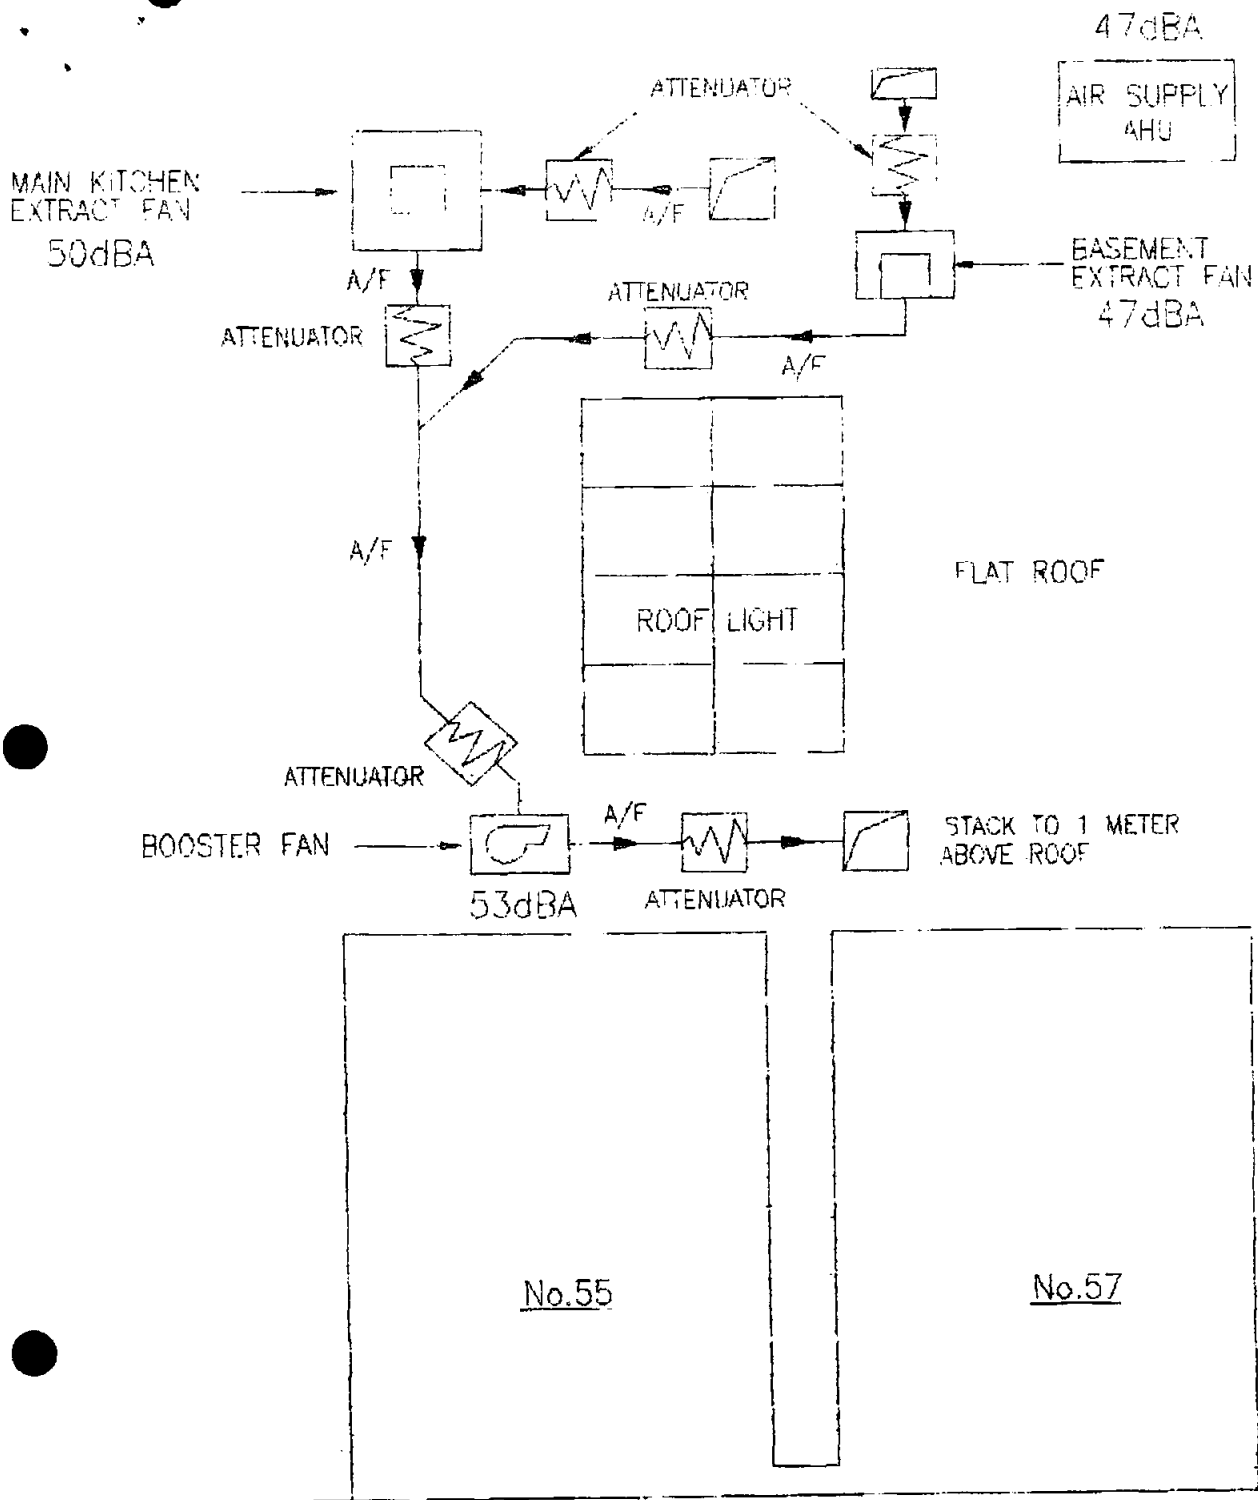 47dBA
ATTENUATOR
AIR SUPPLY
AHU
MAIN KITCHEN
EXTRACT FAN
50dBA
A/F
BASEMENT
EXTRACT FAN
47dBA
A/F
ATTENUATOR
ATTENUATOR
A/F
A/F
FLAT ROOF
ROOF LIGHT
ATTENUATOR
A/F
BOOSTER FAN
STACK TO 1 METER
ABOVE ROOF
53dBA
ATTENUATOR
No.55
No.57